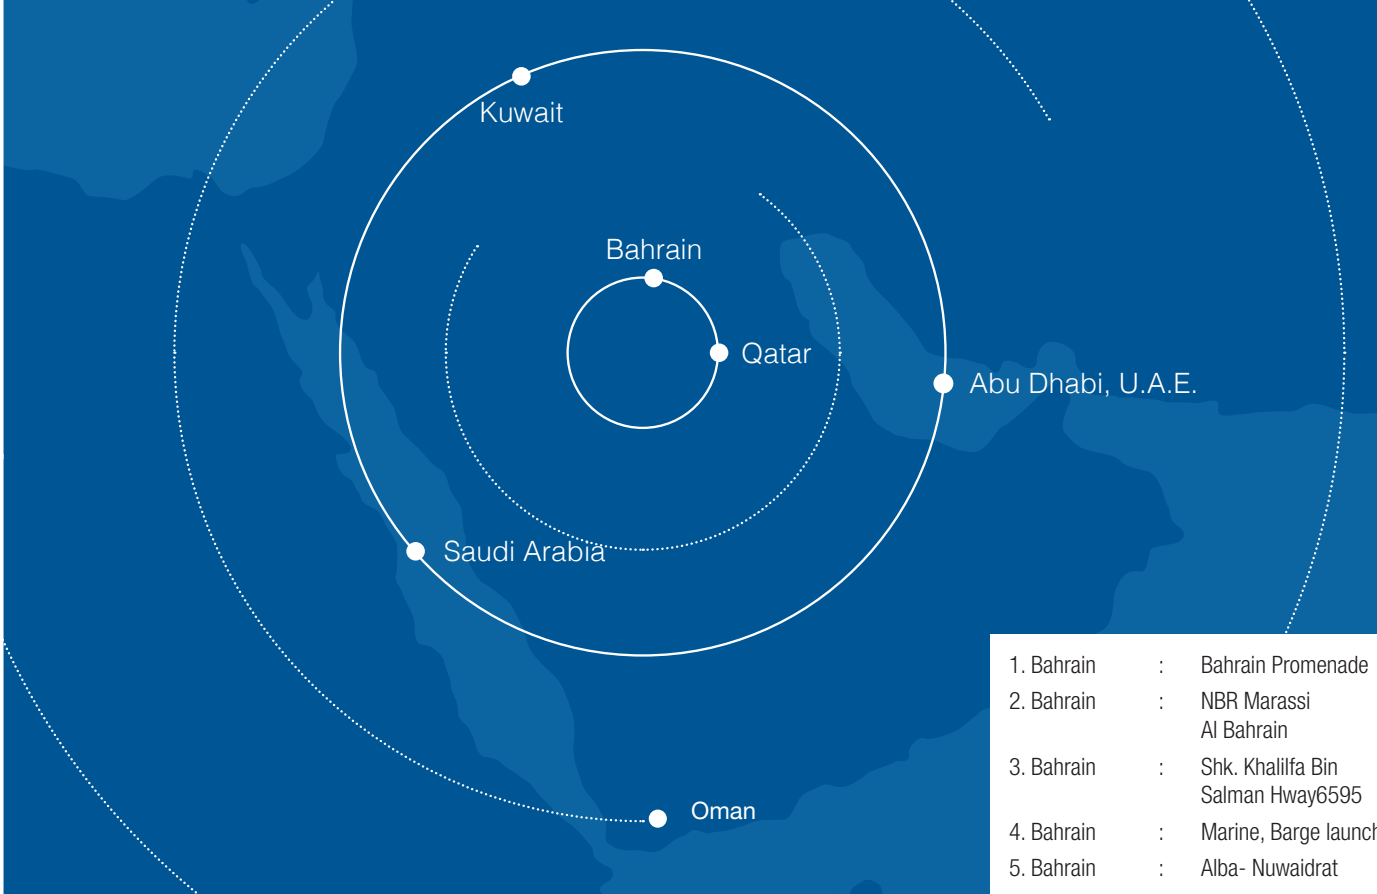 Kuwait
Bahrain
Qatar
Abu Dhabi, U.A.E.
Saudi Arabia
Oman
1. Bahrain : Bahrain Promenade
2. Bahrain : NBR Marassi
Al Bahrain
3. Bahrain : Shk. Khalilfa Bin
Salman Hway6595
4. Bahrain : Marine, Barge launch
5. Bahrain : Alba- Nuwaidrat